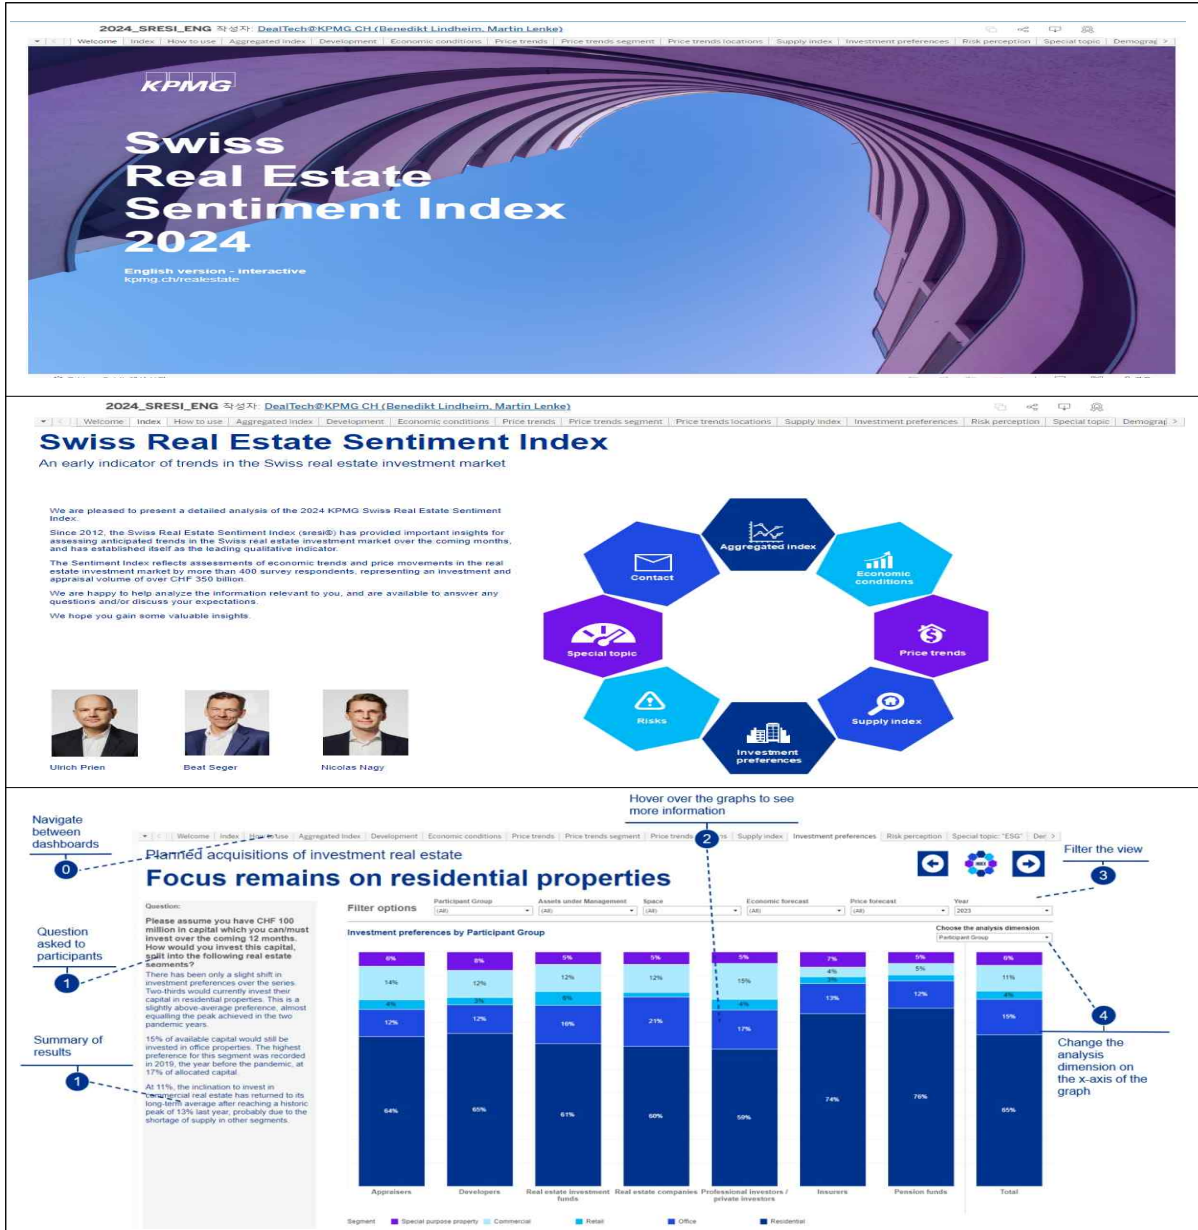 2024_SRESI_ENG 작성자: DealTech@KPMG CH (Benedikt Lindheim, Martin Lenke)
Welcome Index How to use Aggregated index Development Economic conditions Price trends Price trends segment Price trends locations Supply index Investment preferences Risk perception Special topic Demograp >
KPMG
Swiss
Real Estate
Sentiment Index
2024
English version - interactive
kpmg.ch/realestate
2024_SRESI_ENG 작성자: DealTech@KPMG CH (Benedikt Lindheim, Martin Lenke)
Welcome Index How to use Aggregated index Development Economic conditions Price trends Price trends segment Price trends locations Supply index Investment preferences Risk perception Special topic Demograp >
Swiss Real Estate Sentiment Index
An early indicator of trends in the Swiss real estate investment market
We are pleased to present a detailed analysis of the 2024 KPMG Swiss Real Estate Sentiment
Index.
Since 2012, the Swiss Real Estate Sentiment Index (sresi®) has provided important insights for
assessing anticipated trends in the Swiss real estate investment market over the coming months,
and has established itself as the leading qualitative indicator.
The Sentiment Index reflects assessments of economic trends and price movements in the real
estate investment market by more than 400 survey respondents, representing an investment and
appraisal volume of over CHF 350 billion.
We are happy to help analyze the information relevant to you, and are available to answer any
questions and/or discuss your expectations.
We hope you gain some valuable insights.
Aggregated index
Economic
conditions
Price trends
Supply index
Investment
preferences
Risks
Special topic
Contact
Ulrich Prien
Beat Seger
Nicolas Nagy
Navigate
between
dashboards
0
Hover over the graphs to see
more information
2
Welcome Index How to use Aggregated index Development Economic conditions Price trends Price trends segment Price trends Supply index Investment preferences Risk perception Special topic: "ESG" Der >
Planned acquisitions of investment real estate
Focus remains on residential properties
Filter the view
3
Question:
Please assume you have CHF 100
million in capital which you can/must
invest over the coming 12 months.
How would you invest this capital,
split into the following real estate
segments?
There has been only a slight shift in
investment preferences over the series.
Two-thirds would currently invest their
capital in residential properties. This is a
slightly above-average preference, almost
equalling the peak achieved in the two
pandemic years.
15% of available capital would still be
invested in office properties. The highest
preference for this segment was recorded
in 2019, the year before the pandemic, at
17% of allocated capital.
At 11%, the inclination to invest in
commercial real estate has returned to its
long-term average after reaching a historic
peak of 13% last year, probably due to the
shortage of supply in other segments.
Question
asked to
participants
1
Summary of
results
1
Filter options
Participant Group Assets under Management Space Economic forecast Price forecast Year
(All) (All) (All) (All) (All) 2023
Investment preferences by Participant Group
Choose the analysis dimension
Participant Group
6% 8% 5% 5% 5% 7% 5% 6%
14% 12% 12% 12% 15% 4% 5% 11%
4% 3% 6% 4% 3% 4%
12% 12% 16% 21% 17% 13% 12% 15%
64% 65% 61% 60% 59% 74% 76% 65%
Appraisers Developers Real estate investment Real estate companies Professional investors / Insurers Pension funds Total
funds private investors
4
Change the
analysis
dimension on
the x-axis of the
graph
Segment Special purpose property Commercial Retail Office Residential